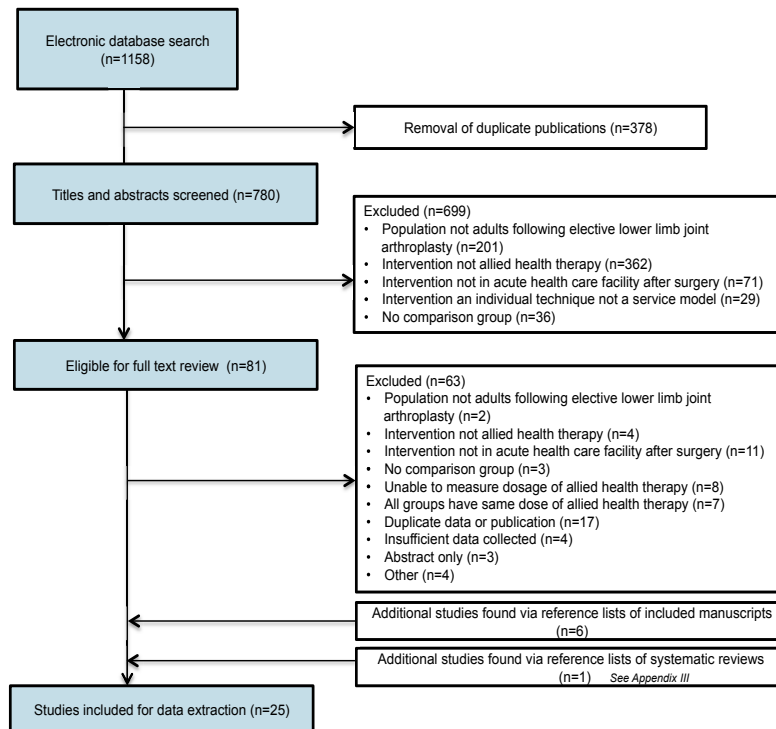 Electronic database search
(n=1158)
Removal of duplicate publications (n=378)
Titles and abstracts screened (n=780)
Excluded (n=699)
• Population not adults following elective lower limb joint
arthroplasty (n=201)
• Intervention not allied health therapy (n=362)
• Intervention not in acute health care facility after surgery (n=71)
• Intervention an individual technique not a service model (n=29)
• No comparison group (n=36)
Eligible for full text review (n=81)
Excluded (n=63)
• Population not adults following elective lower limb joint
arthroplasty (n=2)
• Intervention not allied health therapy (n=4)
• Intervention not in acute health care facility after surgery (n=11)
• No comparison group (n=3)
• Unable to measure dosage of allied health therapy (n=8)
• All groups have same dose of allied health therapy (n=7)
• Duplicate data or publication (n=17)
• Insufficient data collected (n=4)
• Abstract only (n=3)
• Other (n=4)
Additional studies found via reference lists of included manuscripts
(n=6)
Additional studies found via reference lists of systematic reviews
(n=1) See Appendix III
Studies included for data extraction (n=25)